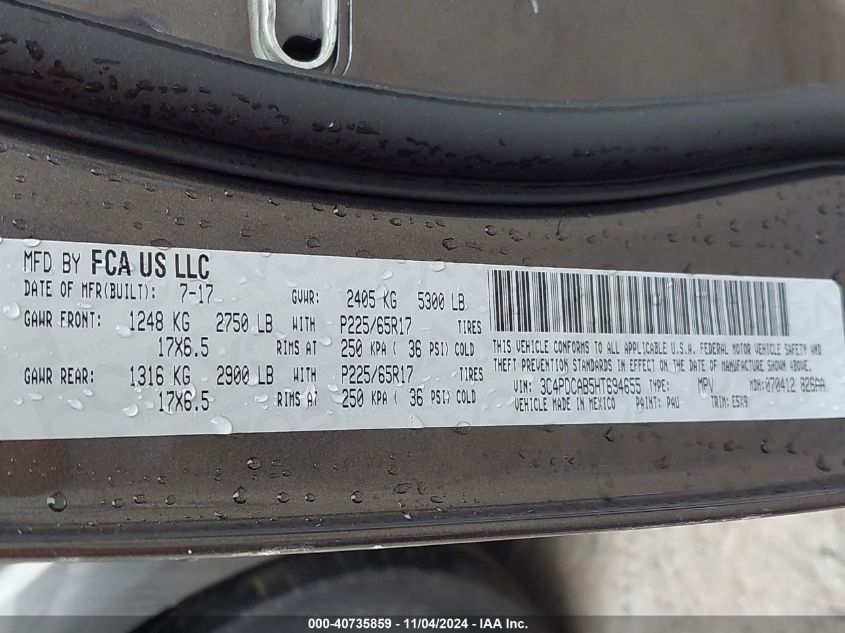 MFD BY FCA US LLC
DATE OF MFR(BUILT): 7-17 GVWR: 2405 KG 5300 LB
GAWR FRONT: 1248 KG 2750 LB WITH P225/65R17 TIRES
17X6.5 RIMS AT 250 KPA ( 36 PSI) COLD
GAWR REAR: 1316 KG 2900 LB WITH P225/65R17 TIRES
17X6.5 RIMS AT 250 KPA ( 36 PSI) COLD
THIS VEHICLE CONFORMS TO ALL APPLICABLE U.S.A. FEDERAL MOTOR VEHICLE SAFETY AND
THEFT PREVENTION STANDARDS IN EFFECT ON THE DATE OF MANUFACTURE SHOWN ABOVE.
VIN: 3C4PDCAB5HT694655 TYPE: MPV MDH: 070412 826AA
VEHICLE MADE IN MEXICO PAINT: PAU TRIM: E5X9
000-40735859 - 11/04/2024 - IAA Inc.